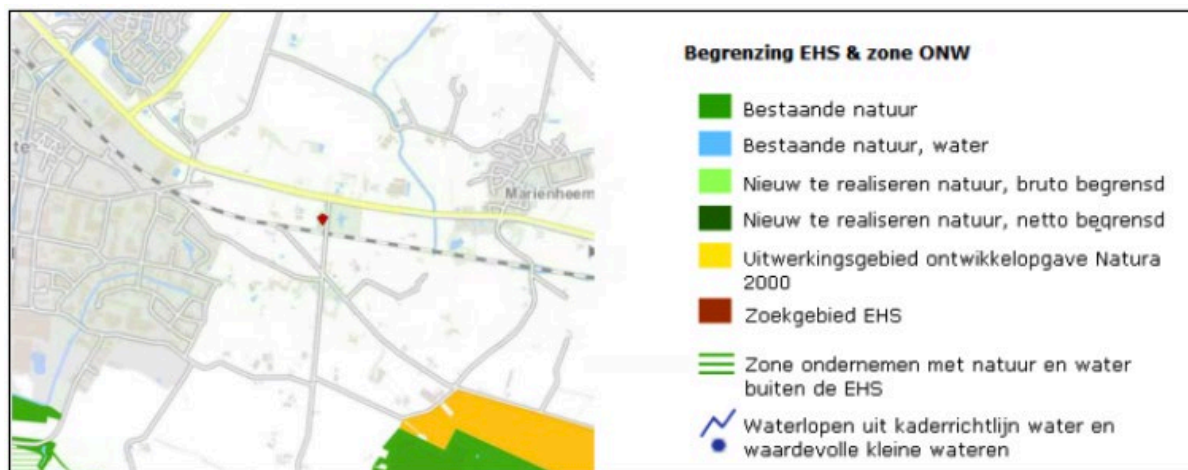 Begrenzing EHS & zone ONW
Bestaande natuur
Bestaande natuur, water
Nieuw te realiseren natuur, bruto begrensd
Nieuw te realiseren natuur, netto begrensd
Uitwerkingsgebied ontwikkelopgave Natura
2000
Zoekgebied EHS
Zone ondernemen met natuur en water
buiten de EHS
Waterlopen uit kaderrichtlijn water en
waardevolle kleine wateren
te
Mariënheem